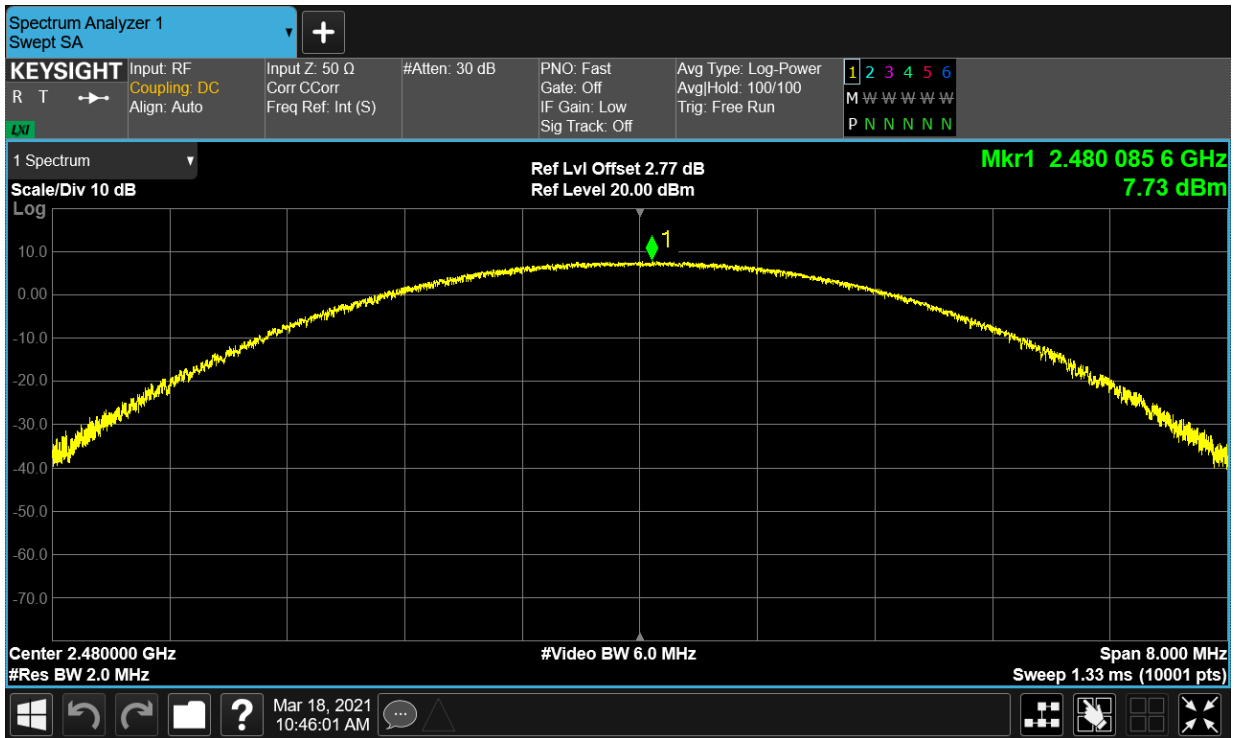 Spectrum Analyzer 1
Swept SA
KEYSIGHT
R T
LXI
Input: RF
Coupling: DC
Align: Auto
Input Z: 50 Ω
Corr CCorr
Freq Ref: Int (S)
#Atten: 30 dB
PNO: Fast
Gate: Off
IF Gain: Low
Sig Track: Off
Avg Type: Log-Power
Avg|Hold: 100/100
Trig: Free Run
1 2 3 4 5 6
M W W W W W
P N N N N N
1 Spectrum
Scale/Div 10 dB
Log
Ref Lvl Offset 2.77 dB
Ref Level 20.00 dBm
Mkr1 2.480 085 6 GHz
7.73 dBm
1
10.0
0.00
-10.0
-20.0
-30.0
-40.0
-50.0
-60.0
-70.0
Center 2.480000 GHz
#Res BW 2.0 MHz
#Video BW 6.0 MHz
Span 8.000 MHz
Sweep 1.33 ms (10001 pts)
?
Mar 18, 2021
10:46:01 AM